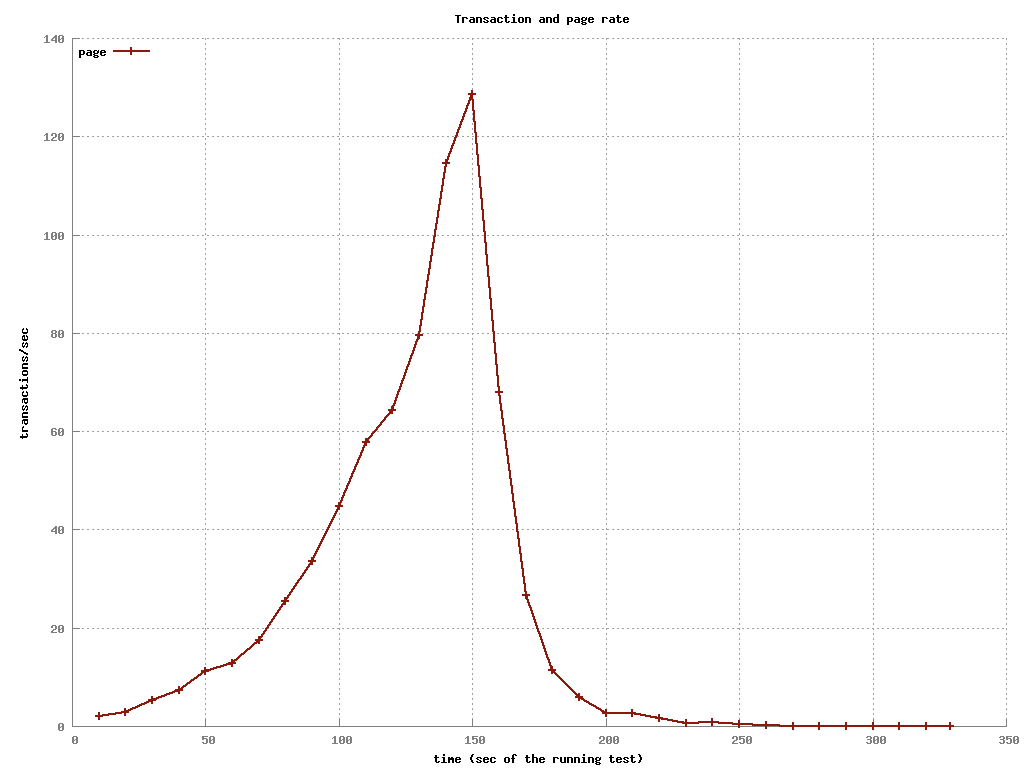 Transaction and page rate
page
140
120
100
80
60
40
20
0
transactions/sec
0 50 100 150 200 250 300 350
time (sec of the running test)